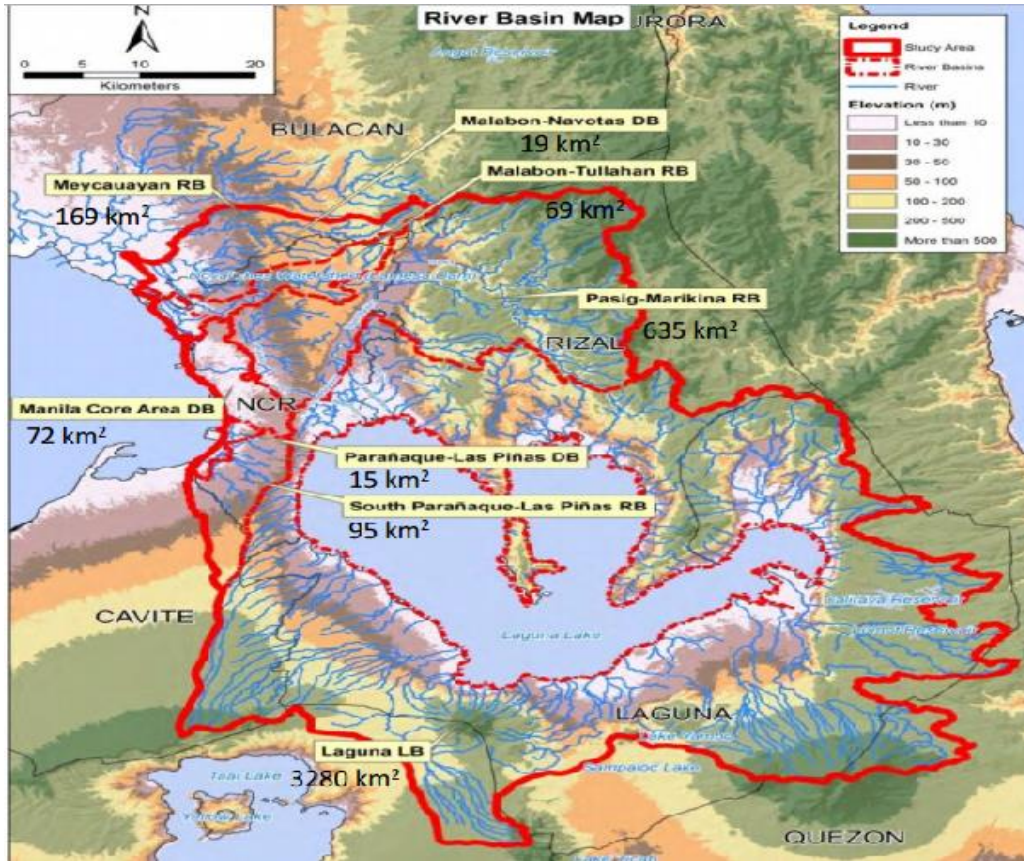 N
0 5 10 20
Kilometers
River Basin Map
Legend
Study Area
River Basins
River
Elevation (m)
Less than 10
10 - 30
30 - 50
50 - 100
100 - 200
200 - 500
More than 500
BULACAN
Malabon-Navotas DB
19 km²
Malabon-Tullahan RB
69 km²
Meycauayan RB
169 km²
Pasig-Marikina RB
635 km²
RIZAL
NCR
Manila Core Area DB
72 km²
Parañaque-Las Piñas DB
15 km²
South Parañaque-Las Piñas RB
95 km²
CAVITE
Laguna Lake
LAGUNA
Laguna LB
3280 km²
Sampaloc Lake
Taal Lake
QUEZON